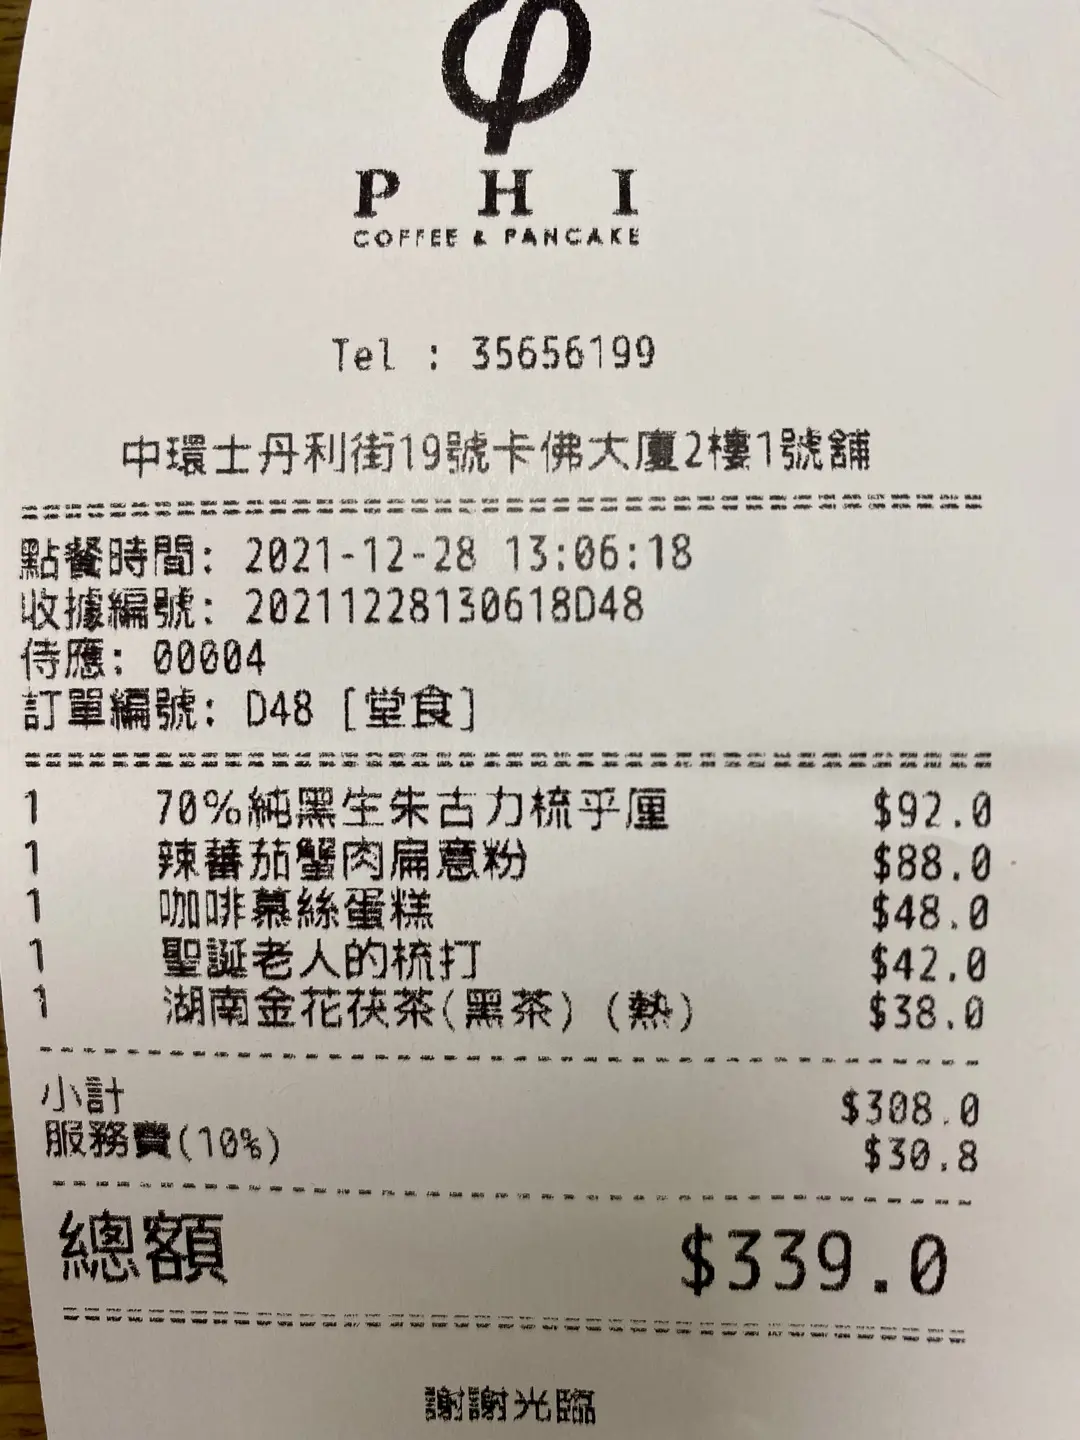 PHI
COFFEE & PANCAKE
Tel : 35656199
中環士丹利街19號卡佛大廈2樓1號舖
點餐時間: 2021-12-28 13:06:18
收據編號: 20211228130618D48
侍應: 00004
訂單編號: D48 [堂食]
1 70%純黑生朱古力梳乎厘 $92.0
1 辣蕃茄蟹肉扁意粉 $88.0
1 咖啡慕絲蛋糕 $48.0
1 聖誕老人的梳打 $42.0
1 湖南金花茯茶(黑茶) (熱) $38.0
小計 $308.0
服務費(10%) $30.8
總額 $339.0
謝謝光臨